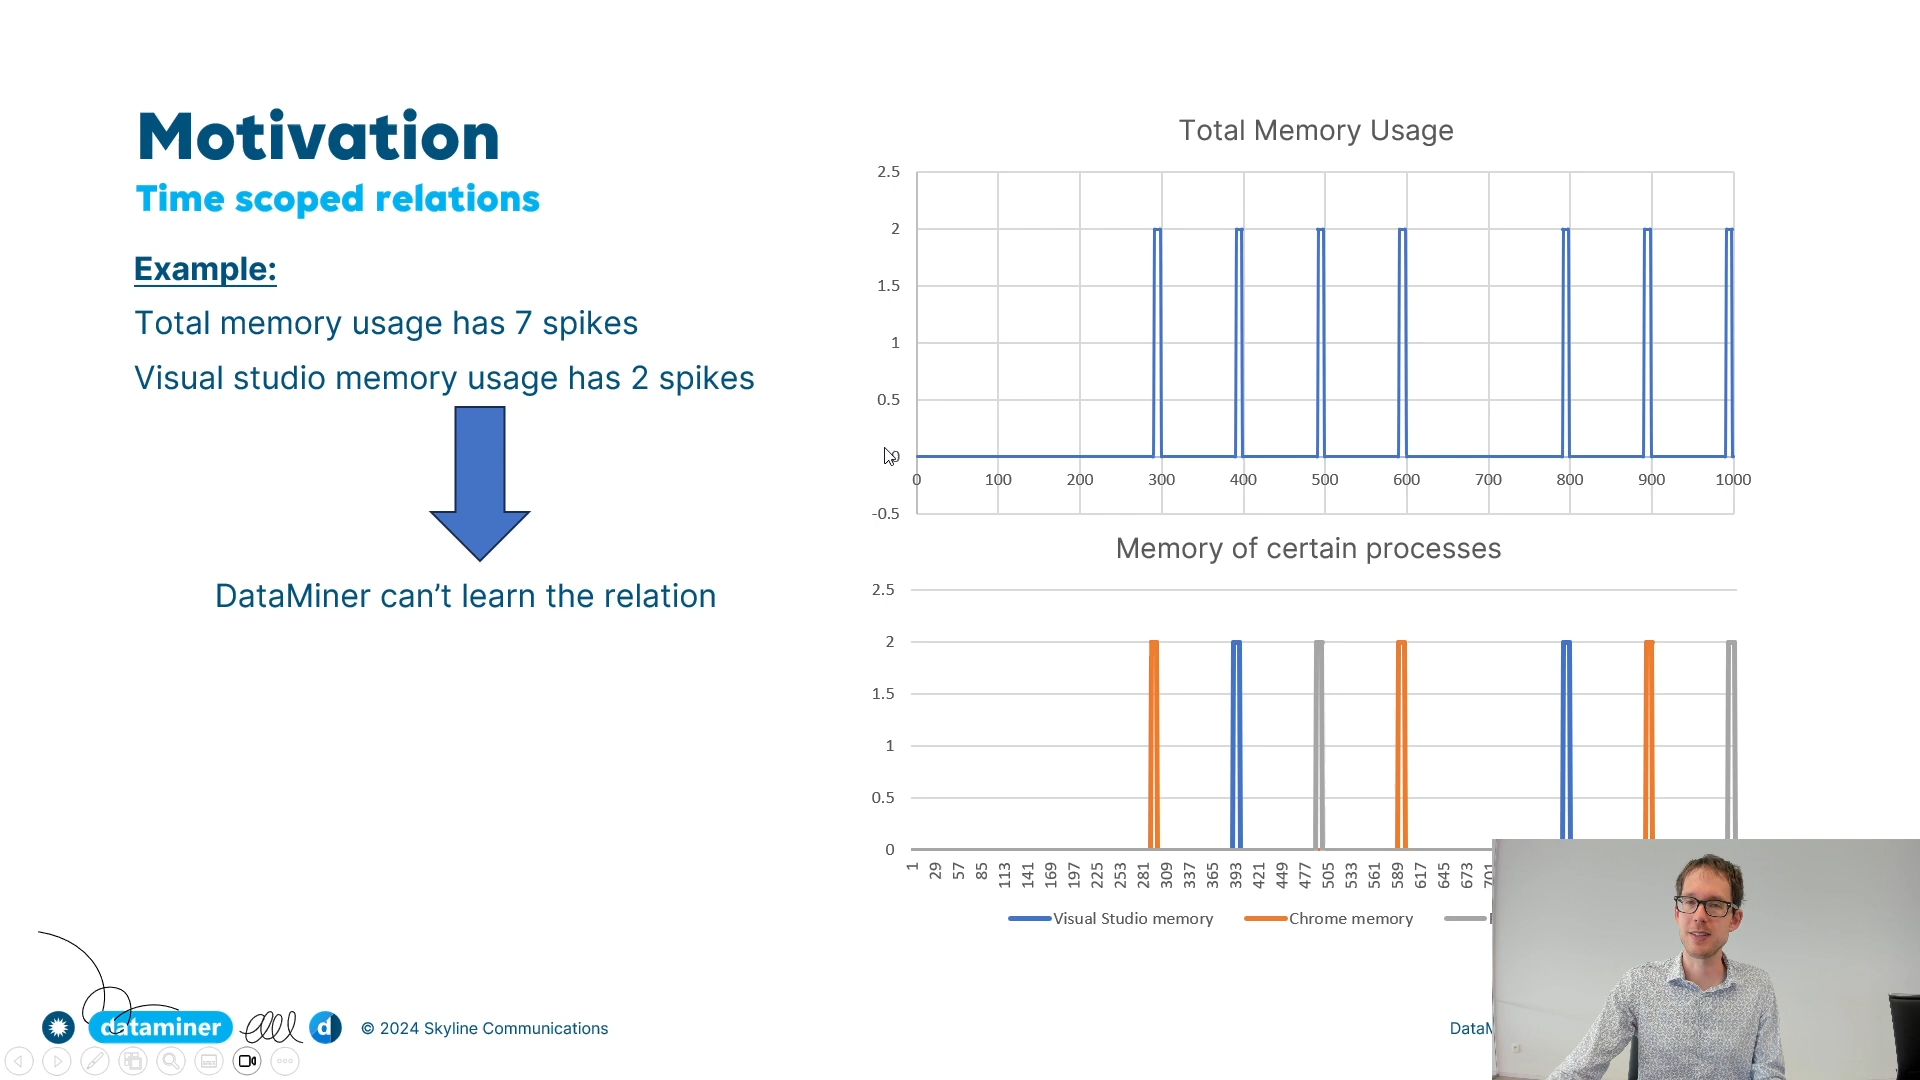 Motivation
Time scoped relations
Example:
Total memory usage has 7 spikes
Visual studio memory usage has 2 spikes
DataMiner can't learn the relation
Total Memory Usage
2.5
2
1.5
1
0.5
0
-0.5
0 100 200 300 400 500 600 700 800 900 1000
Memory of certain processes
2.5
2
1.5
1
0.5
0
1 29 57 85 113 141 169 197 225 253 281 309 337 365 393 421 449 477 505 533 561 589 617 645 673 701
Visual Studio memory Chrome memory
dataminer d © 2024 Skyline Communications